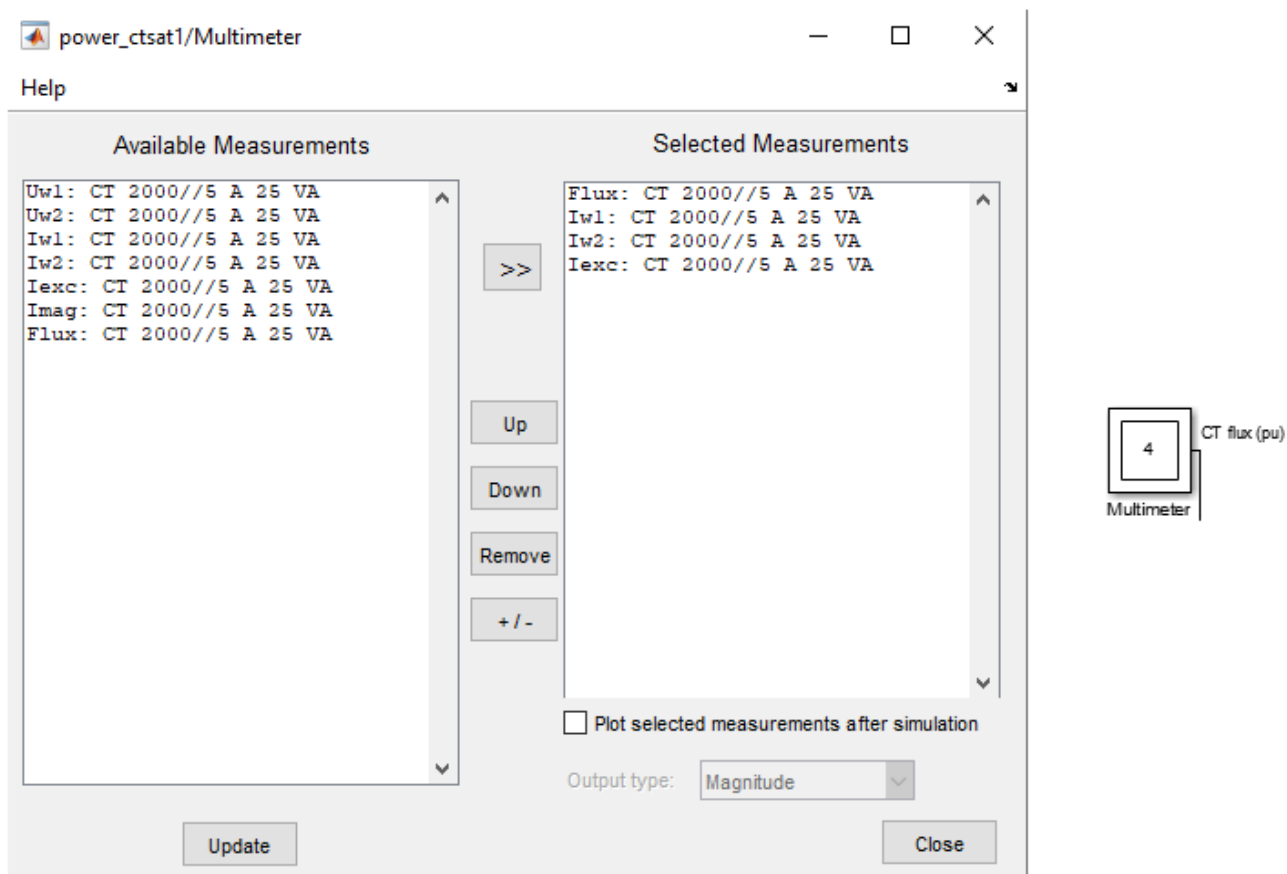 power_ctsat1/Multimeter
Help
Available Measurements
Selected Measurements
Uw1: CT 2000//5 A 25 VA
Uw2: CT 2000//5 A 25 VA
Iw1: CT 2000//5 A 25 VA
Iw2: CT 2000//5 A 25 VA
Iexc: CT 2000//5 A 25 VA
Imag: CT 2000//5 A 25 VA
Flux: CT 2000//5 A 25 VA
>>
Up
Down
Remove
+ / -
Flux: CT 2000//5 A 25 VA
Iw1: CT 2000//5 A 25 VA
Iw2: CT 2000//5 A 25 VA
Iexc: CT 2000//5 A 25 VA
Plot selected measurements after simulation
Output type:
Magnitude
Update
Close
4
CT flux (pu)
Multimeter